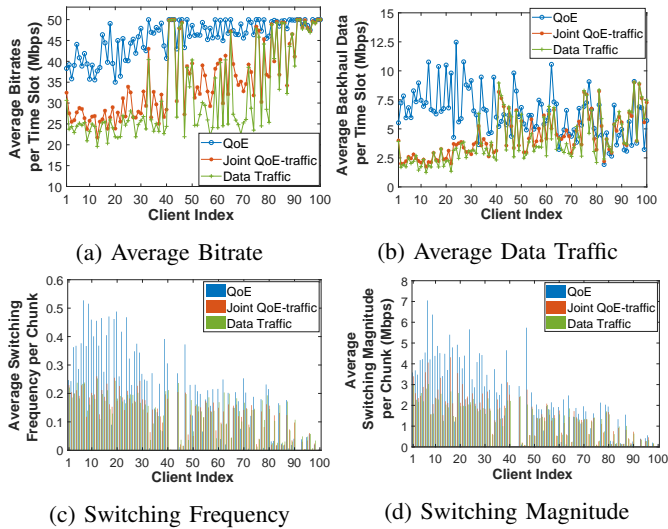 Average Bitrates
per Time Slot (Mbps)
50
45
40
35
30
25
20
15
10
QoE
Joint QoE-traffic
Data Traffic
1 10 20 30 40 50 60 70 80 90 100
Client Index
(a) Average Bitrate
Average Backhaul Data
per Time Slot (Mbps)
15
12.5
10
7.5
5
2.5
0
QoE
Joint QoE-traffic
Data Traffic
1 10 20 30 40 50 60 70 80 90 100
Client Index
(b) Average Data Traffic
Average Switching
Frequency per Chunk
0.6
0.5
0.4
0.3
0.2
0.1
0
QoE
Joint QoE-traffic
Data Traffic
1 10 20 30 40 50 60 70 80 90 100
Client Index
(c) Switching Frequency
Average
Switching Magnitude
per Chunk (Mbps)
8
7
6
5
4
3
2
1
0
QoE
Joint QoE-traffic
Data Traffic
1 10 20 30 40 50 60 70 80 90 100
Client Index
(d) Switching Magnitude